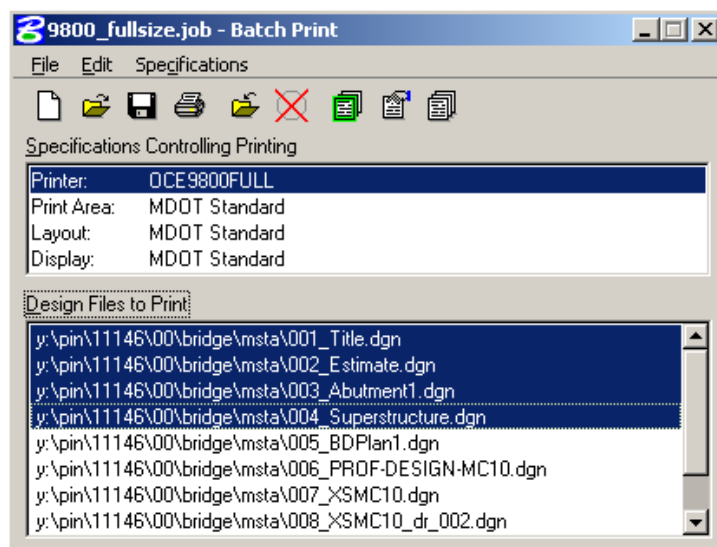 9800_fullsize.job - Batch Print
File Edit Specifications
Specifications Controlling Printing
Printer: OCE9800FULL
Print Area: MDOT Standard
Layout: MDOT Standard
Display: MDOT Standard
Design Files to Print
y:\pin\11146\00\bridge\msta\001_Title.dgn
y:\pin\11146\00\bridge\msta\002_Estimate.dgn
y:\pin\11146\00\bridge\msta\003_Abutment1.dgn
y:\pin\11146\00\bridge\msta\004_Superstructure.dgn
y:\pin\11146\00\bridge\msta\005_BDPlan1.dgn
y:\pin\11146\00\bridge\msta\006_PROF-DESIGN-MC10.dgn
y:\pin\11146\00\bridge\msta\007_XSMC10.dgn
y:\pin\11146\00\bridge\msta\008_XSMC10_dr_002.dgn